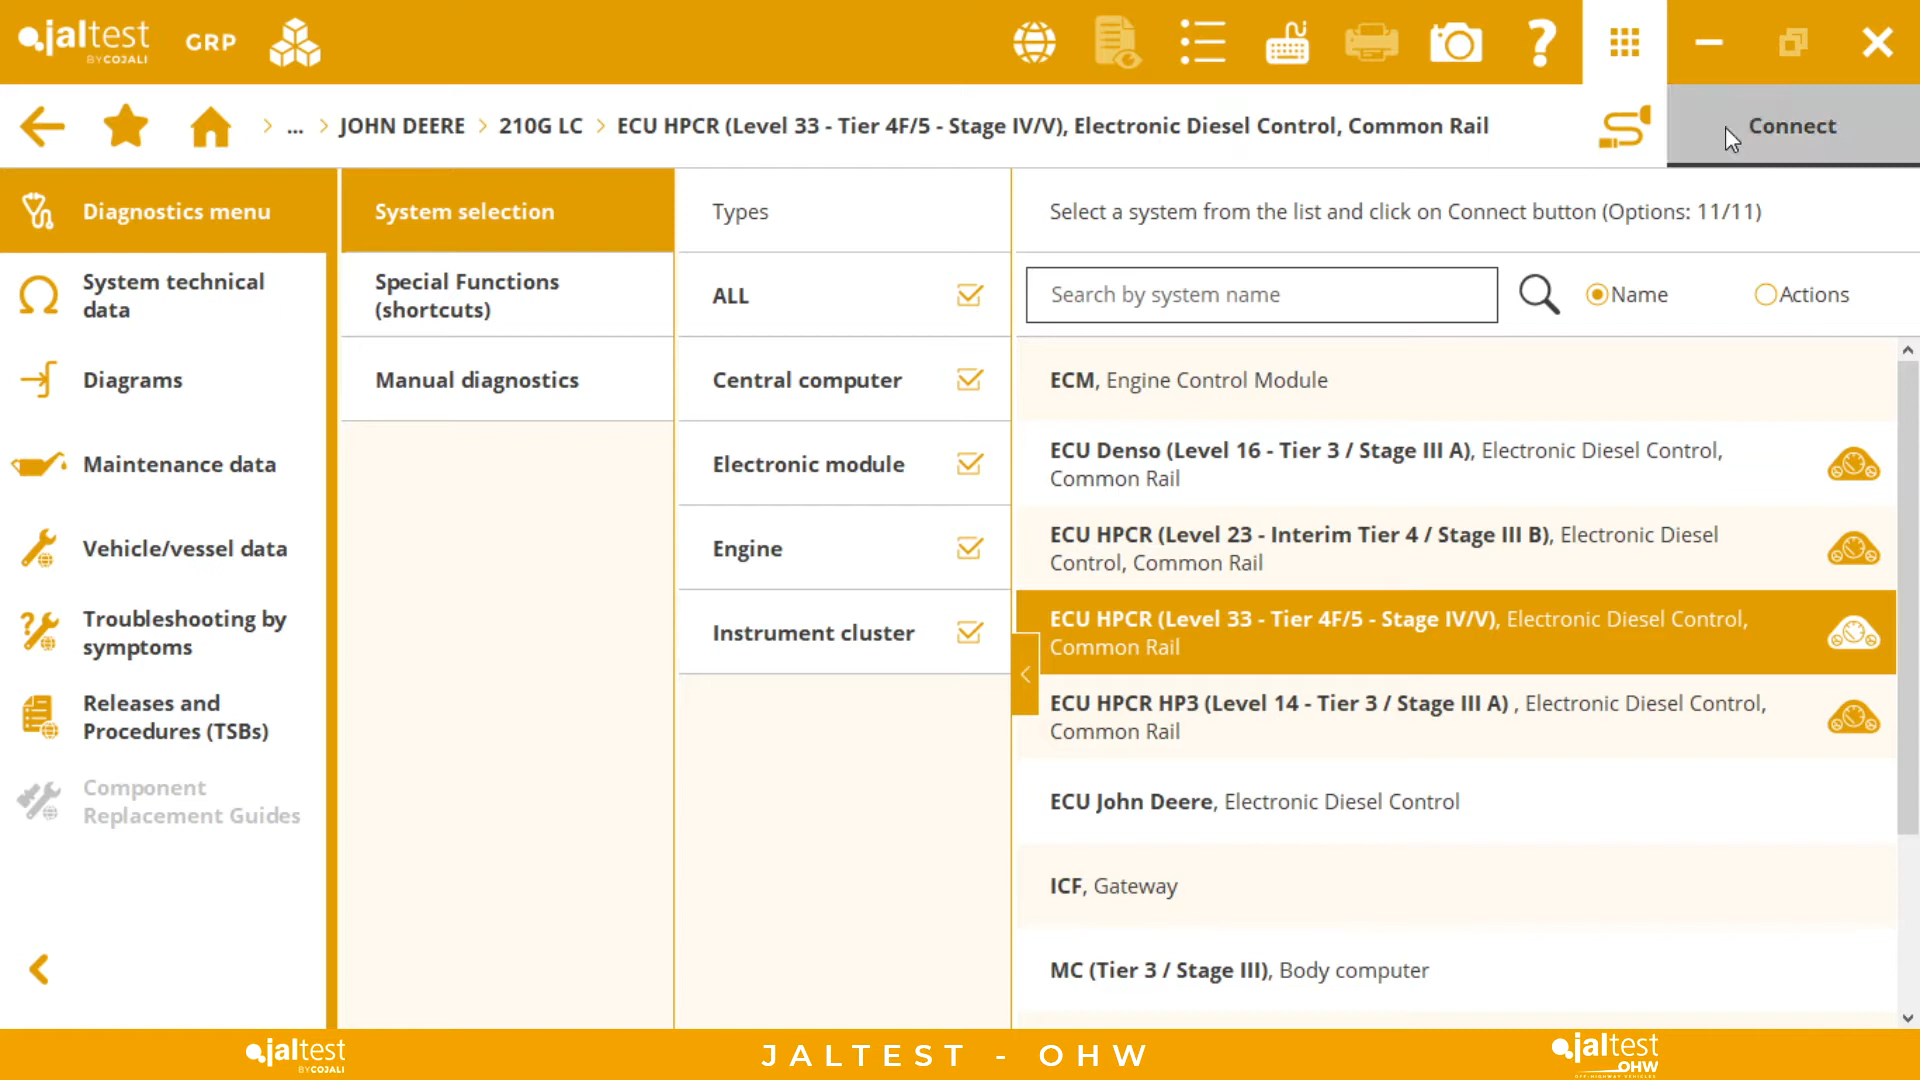 jaltest
BY COJALI
GRP
?
> ... > JOHN DEERE > 210G LC > ECU HPCR (Level 33 - Tier 4F/5 - Stage IV/V), Electronic Diesel Control, Common Rail
Connect
Diagnostics menu
System technical
data
Diagrams
Maintenance data
Vehicle/vessel data
Troubleshooting by
symptoms
Releases and
Procedures (TSBs)
Component
Replacement Guides
System selection
Special Functions
(shortcuts)
Manual diagnostics
Types
ALL
Central computer
Electronic module
Engine
Instrument cluster
Select a system from the list and click on Connect button (Options: 11/11)
Search by system name
Name
Actions
ECM, Engine Control Module
ECU Denso (Level 16 - Tier 3 / Stage III A), Electronic Diesel Control,
Common Rail
ECU HPCR (Level 23 - Interim Tier 4 / Stage III B), Electronic Diesel
Control, Common Rail
ECU HPCR (Level 33 - Tier 4F/5 - Stage IV/V), Electronic Diesel Control,
Common Rail
ECU HPCR HP3 (Level 14 - Tier 3 / Stage III A) , Electronic Diesel Control,
Common Rail
ECU John Deere, Electronic Diesel Control
ICF, Gateway
MC (Tier 3 / Stage III), Body computer
jaltest
BY COJALI
JALTEST - OHW
jaltest
OHW
OFF-HIGHWAY VEHICLES